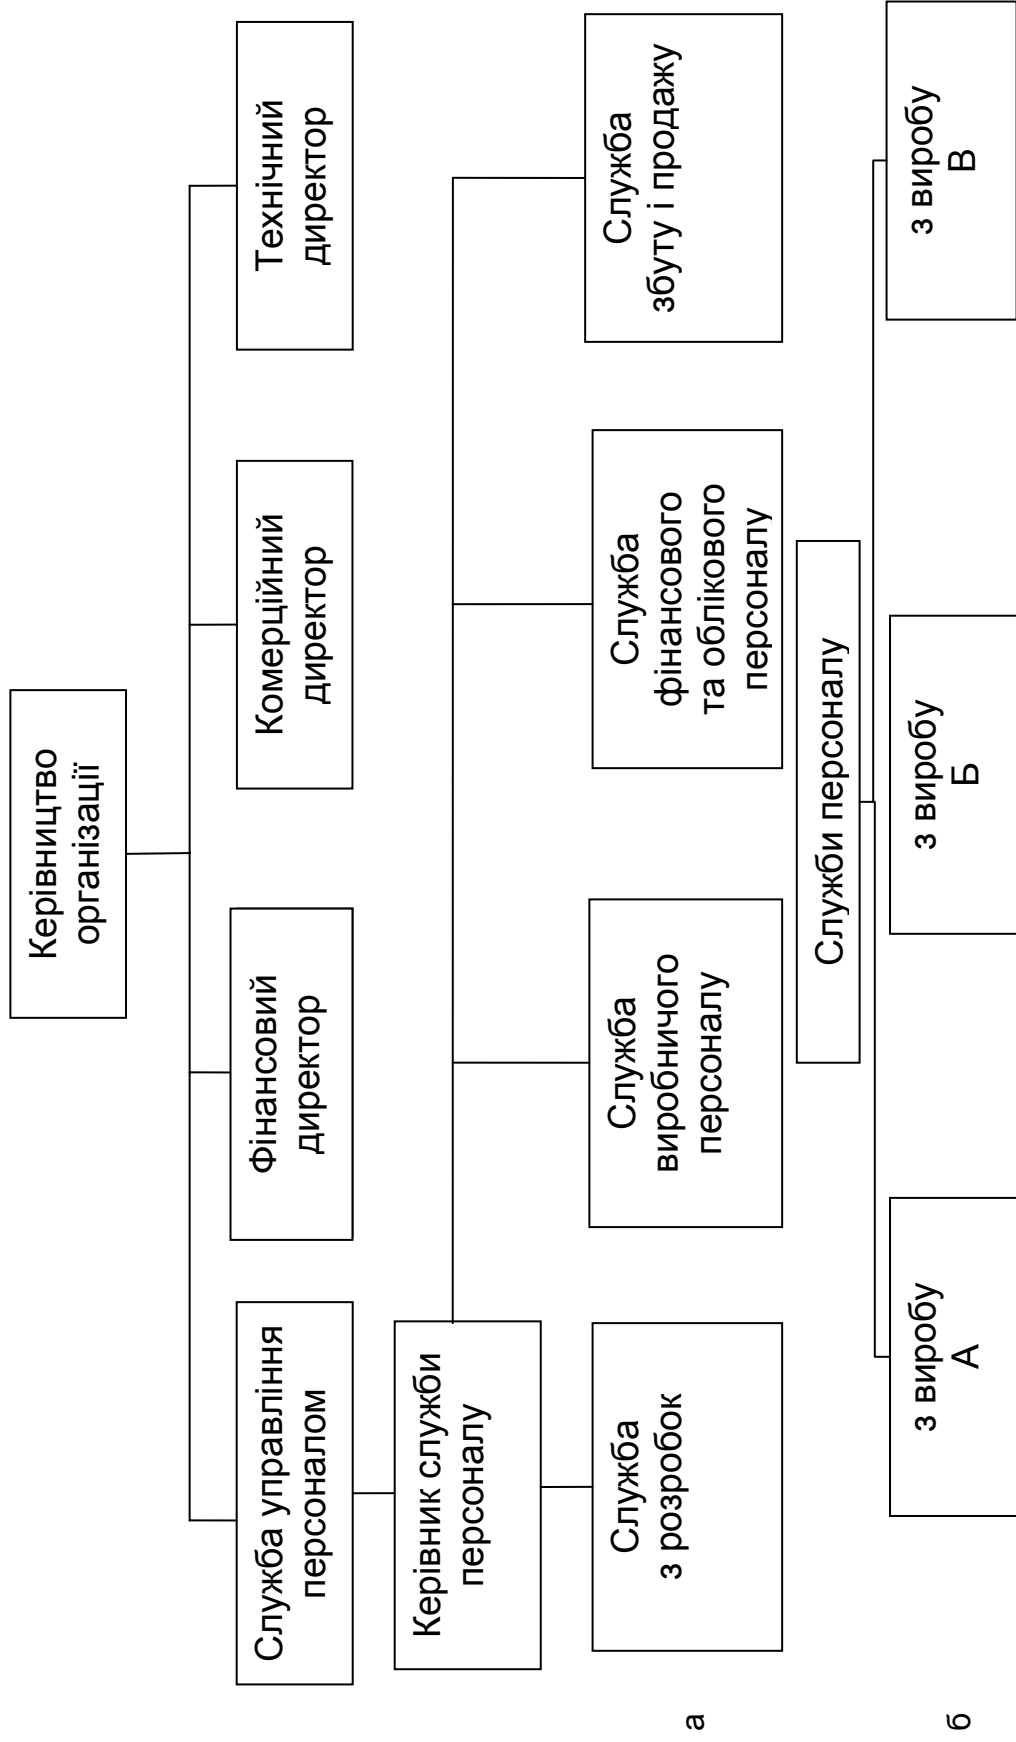 Керівництво
організації
Служба управління
персоналом
Фінансовий
директор
Комерційний
директор
Технічний
директор
Керівник служби
персоналу
Служба
з розробок
Служба
виробничого
персоналу
Служба
фінансового
та облікового
персоналу
Служба
збуту і продажу
а
Служби персоналу
з виробу
А
з виробу
Б
з виробу
В
б